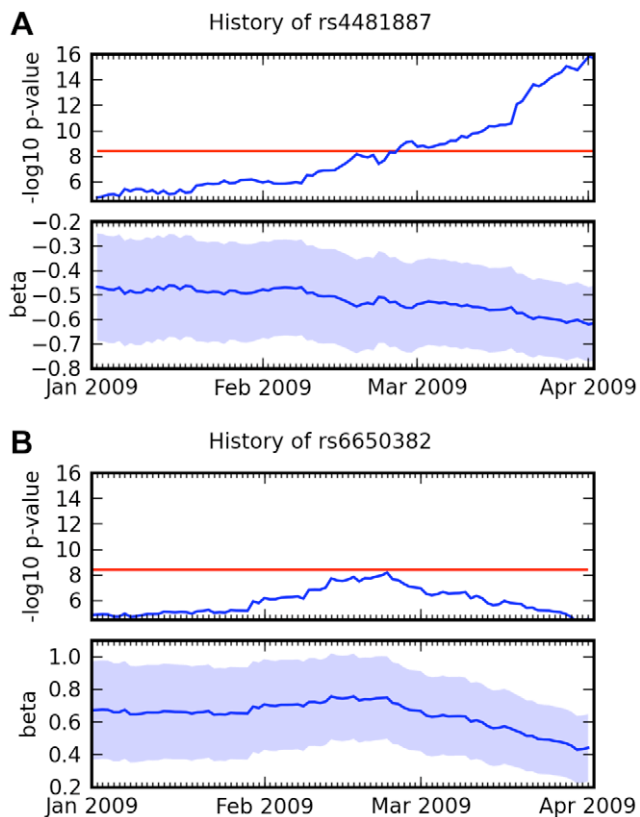 A
History of rs4481887
-log10 p-value
16
14
12
10
8
6
beta
−0.2
−0.3
−0.4
−0.5
−0.6
−0.7
−0.8
Jan 2009 Feb 2009 Mar 2009 Apr 2009
B
History of rs6650382
-log10 p-value
16
14
12
10
8
6
beta
1.0
0.8
0.6
0.4
0.2
Jan 2009 Feb 2009 Mar 2009 Apr 2009